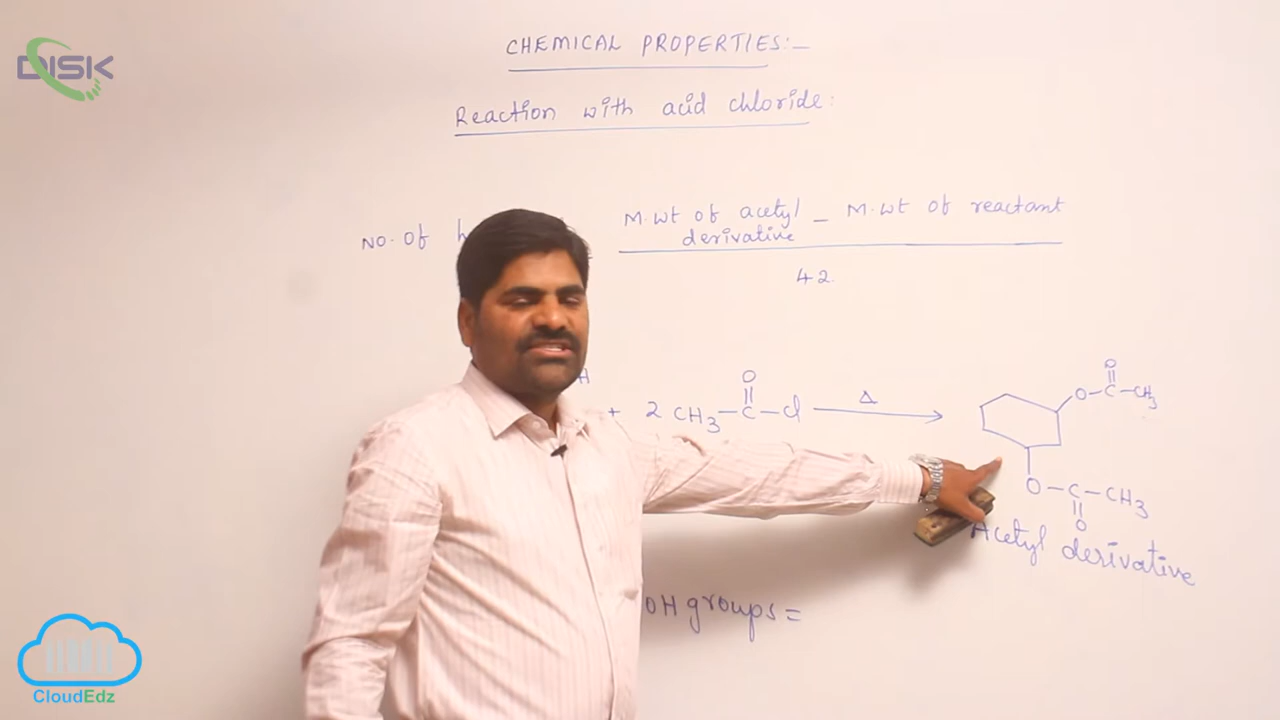 DISK
CHEMICAL PROPERTIES:-
Reaction with acid chloride:
No. of
M.wt of acetyl derivative - M.wt of reactant
42.
H + 2 CH3-C-Cl Δ
O
O-C-CH3
O
O-C-CH3
O
Acetyl derivative
OH groups =
CloudEdz